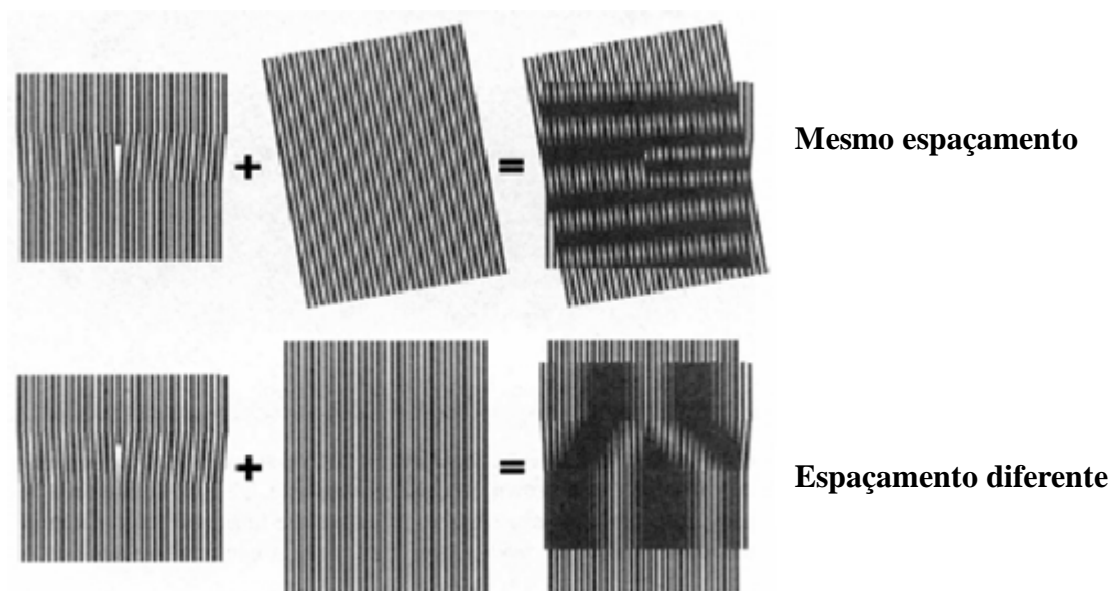 + =
Mesmo espaçamento
+ =
Espaçamento diferente